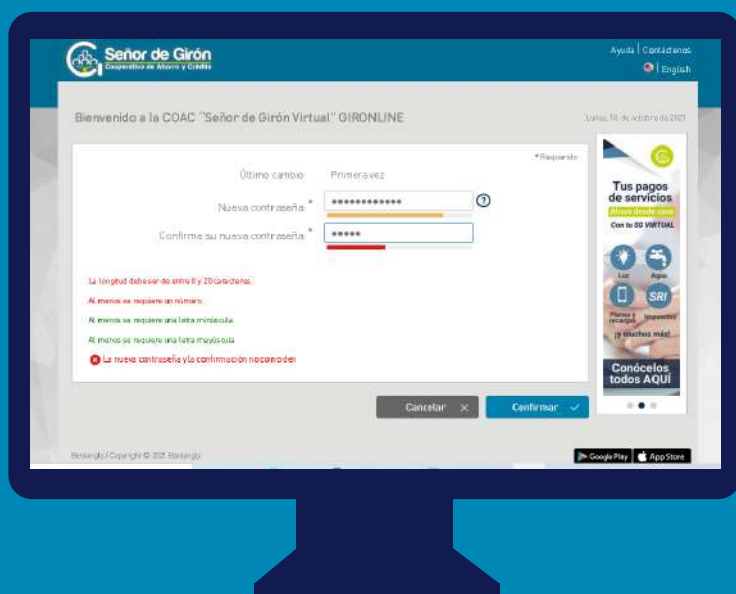 Señor de Girón
Cooperativa de Ahorro y Crédito
Ayuda | Contáctenos
| English
Bienvenido a la COAC "Señor de Girón Virtual" GIRONLINE
Lunes, 18 de octubre de 2021
* Requerido
Último cambio: Primera vez
Nueva contraseña: * ************
Confirme su nueva contraseña: * *****
La longitud debe ser de entre 8 y 20 caracteres
Al menos se requiere un número
Al menos se requiere una letra minúscula
Al menos se requiere una letra mayúscula
La nueva contraseña y la confirmación no coinciden
Cancelar
Confirmar
Tus pagos
de servicios
Ahora desde casa
Con tu SG VIRTUAL
Luz
Agua
SRI
Planes y
recargas
Impuestos
¡y muchos más!
Conócelos
todos AQUÍ
Bankingly / Copyright © 2021 Bankingly
Google Play
App Store